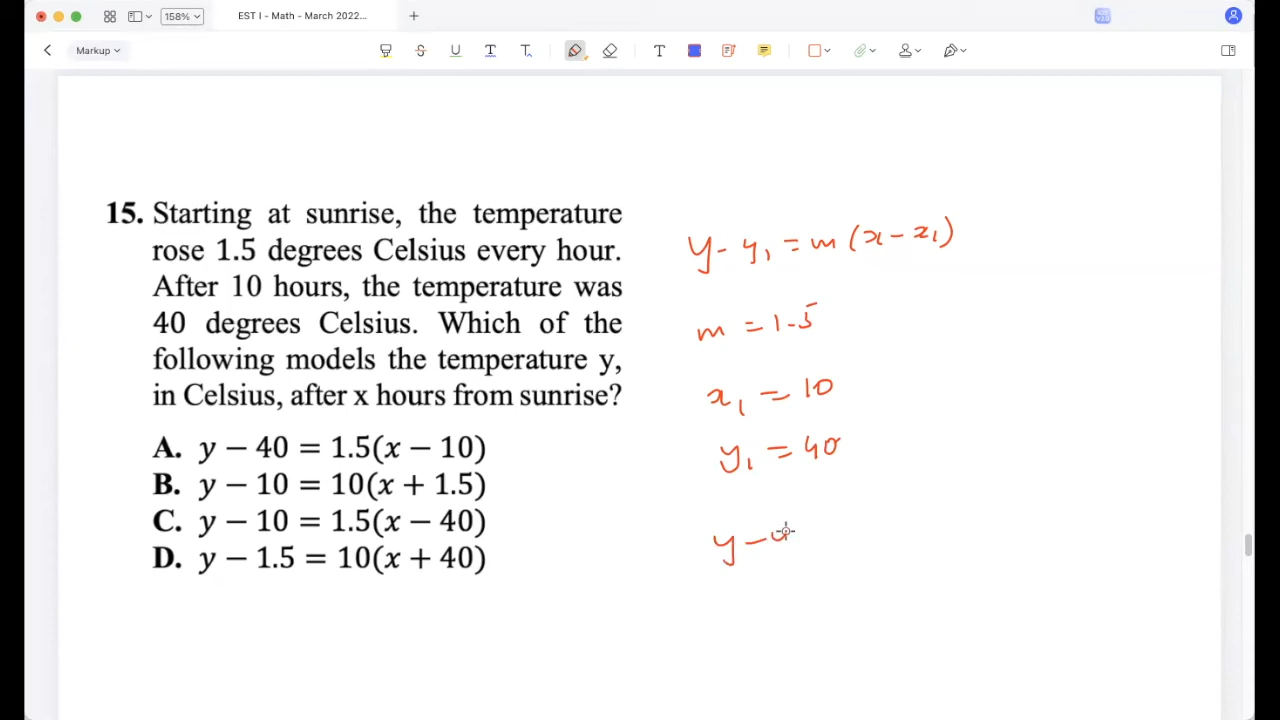 158%
EST I - Math - March 2022...
Markup
15. Starting at sunrise, the temperature
rose 1.5 degrees Celsius every hour.
After 10 hours, the temperature was
40 degrees Celsius. Which of the
following models the temperature y,
in Celsius, after x hours from sunrise?
A. y − 40 = 1.5(x − 10)
B. y − 10 = 10(x + 1.5)
C. y − 10 = 1.5(x − 40)
D. y − 1.5 = 10(x + 40)
y - y₁ = m (x - x₁)
m = 1.5
x₁ = 10
y₁ = 40
y -